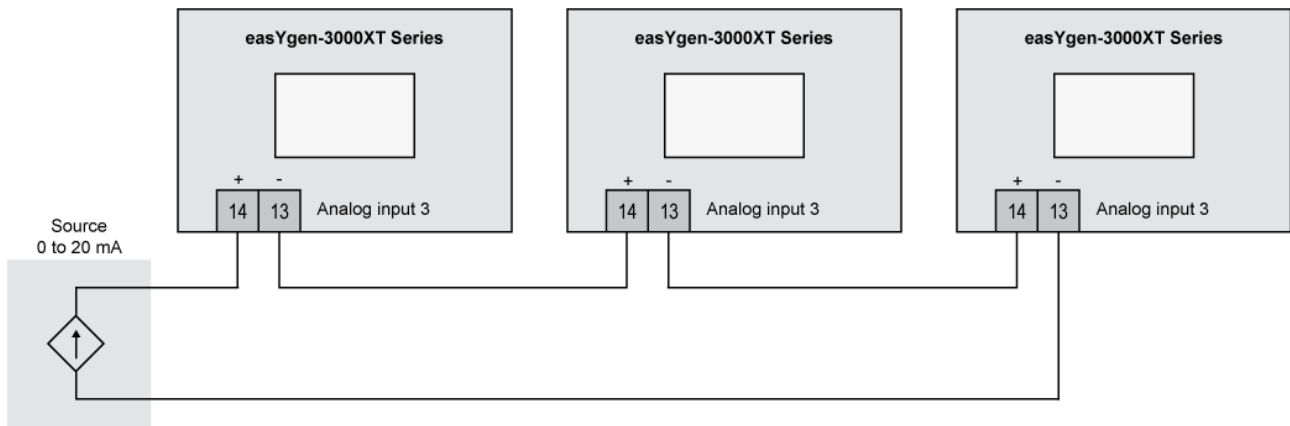 easYgen-3000XT Series
easYgen-3000XT Series
easYgen-3000XT Series
+ -
14 13 Analog input 3
+ -
14 13 Analog input 3
+ -
14 13 Analog input 3
Source
0 to 20 mA